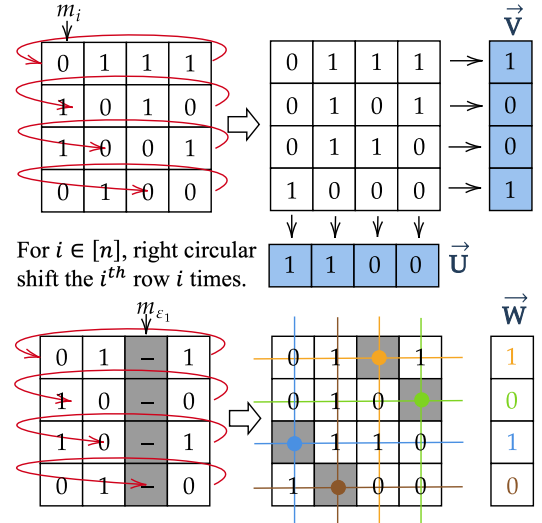 m_i
0 1 1 1
1 0 1 0
1 0 0 1
0 1 0 0
0 1 1 1
0 1 0 1
0 1 1 0
1 0 0 0
V
1
0
0
1
1 1 0 0
U
For i ∈ [n], right circular
shift the i^th row i times.
m_ε1
0 1 – 1
1 0 – 0
1 0 – 1
0 1 – 0
0 1 1
0 1 0
1 1 0
1 0 0
W
1
0
1
0